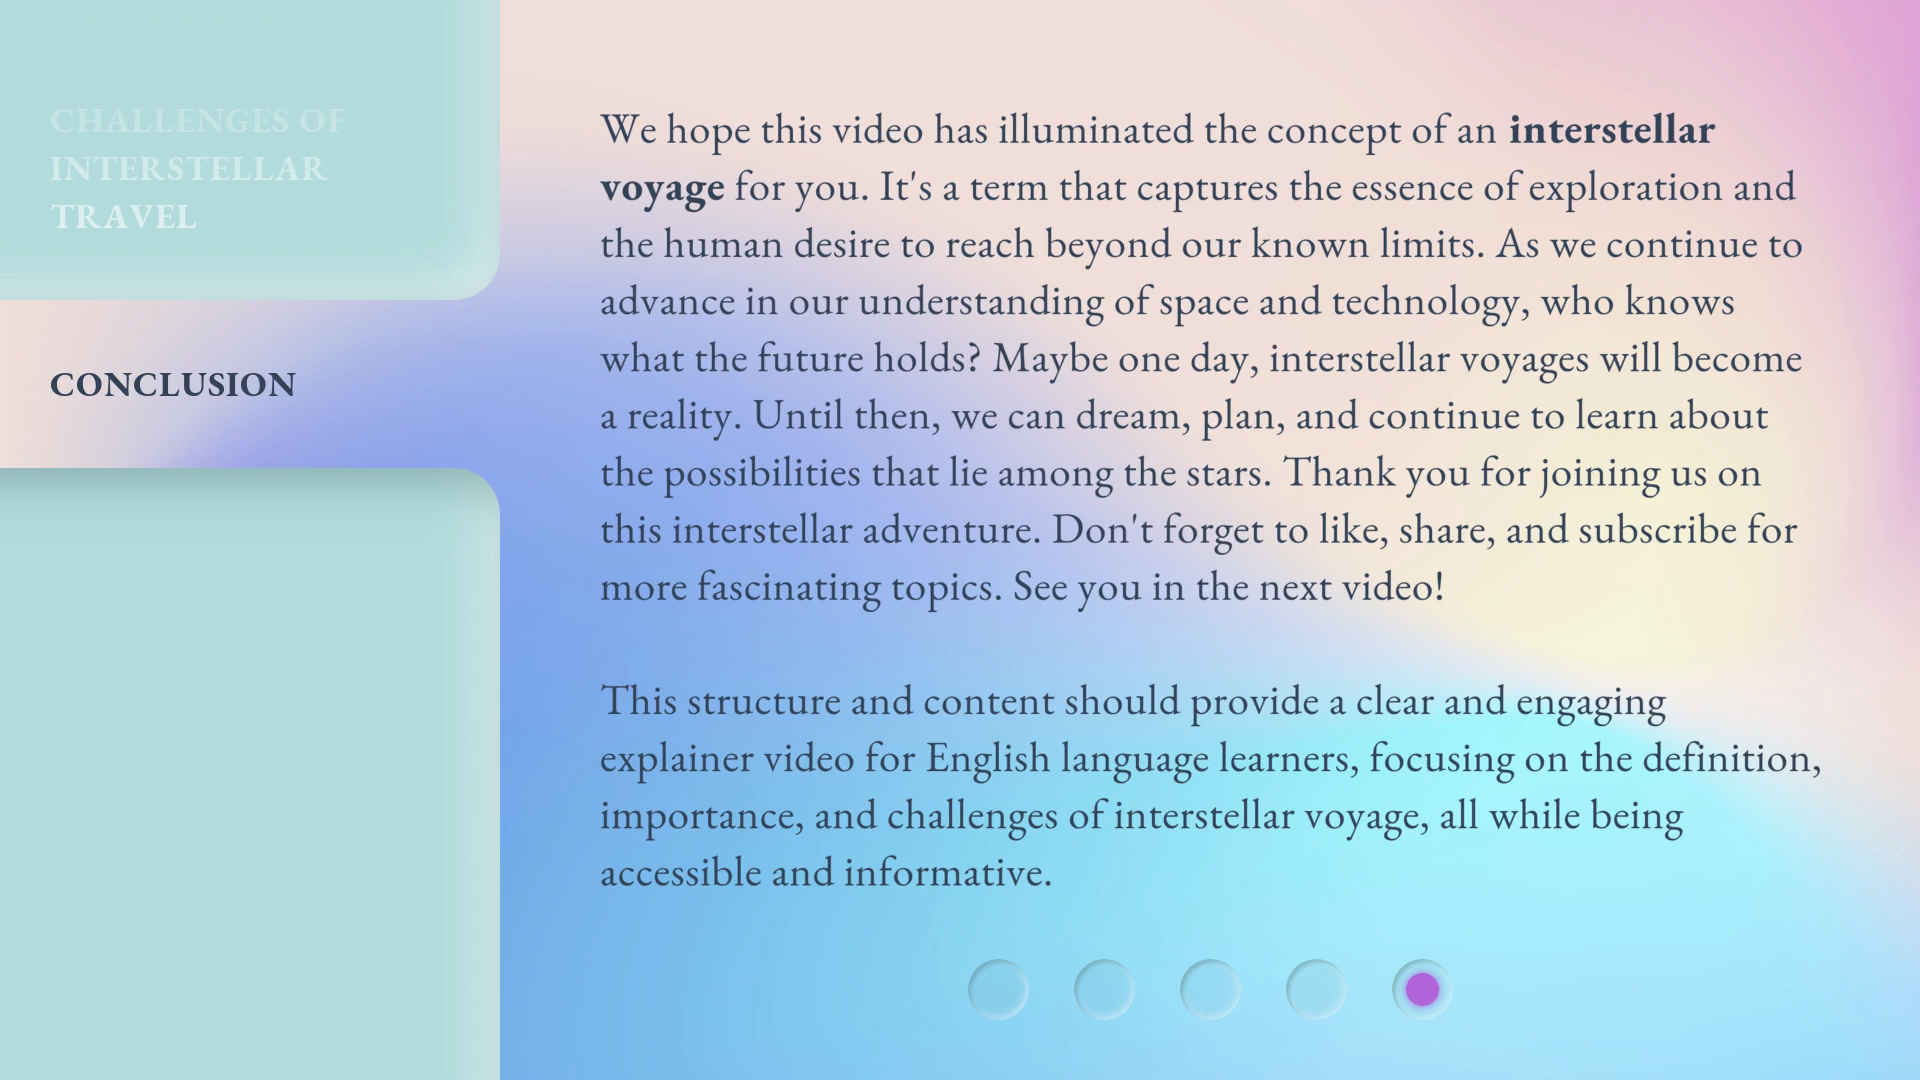 CHALLENGES OF
INTERSTELLAR
TRAVEL
CONCLUSION
We hope this video has illuminated the concept of an interstellar
voyage for you. It's a term that captures the essence of exploration and
the human desire to reach beyond our known limits. As we continue to
advance in our understanding of space and technology, who knows
what the future holds? Maybe one day, interstellar voyages will become
a reality. Until then, we can dream, plan, and continue to learn about
the possibilities that lie among the stars. Thank you for joining us on
this interstellar adventure. Don't forget to like, share, and subscribe for
more fascinating topics. See you in the next video!
This structure and content should provide a clear and engaging
explainer video for English language learners, focusing on the definition,
importance, and challenges of interstellar voyage, all while being
accessible and informative.